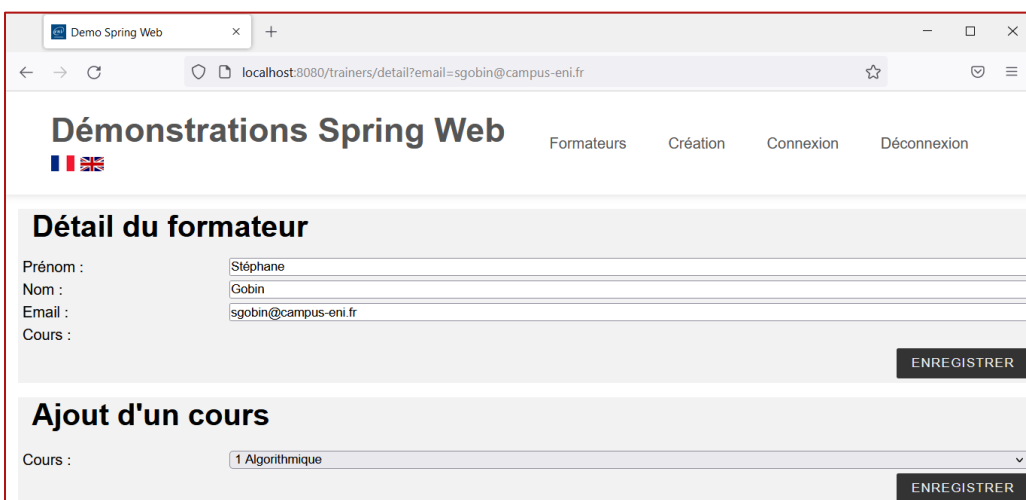 Demo Spring Web
localhost:8080/trainers/detail?email=sgobin@campus-eni.fr
Démonstrations Spring Web
Formateurs Création Connexion Déconnexion
Détail du formateur
Prénom : Stéphane
Nom : Gobin
Email : sgobin@campus-eni.fr
Cours :
ENREGISTRER
Ajout d'un cours
Cours : 1 Algorithmique
ENREGISTRER